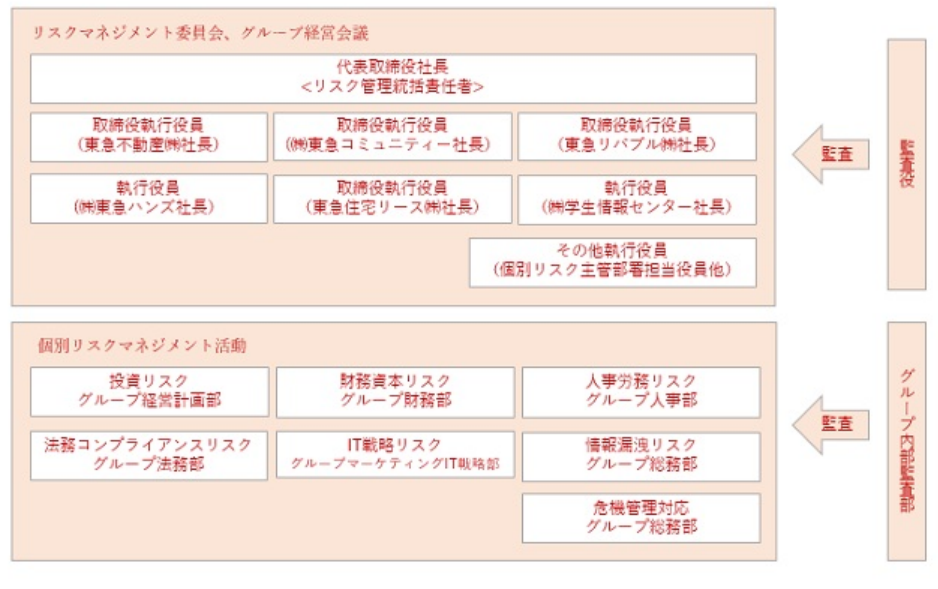 リスクマネジメント委員会、グループ経営会議
代表取締役社長
<リスク管理統括責任者>
取締役執行役員
(東急不動産㈱社長)
取締役執行役員
(㈱東急コミュニティー社長)
取締役執行役員
(東急リバブル㈱社長)
執行役員
(㈱東急ハンズ社長)
取締役執行役員
(東急住宅リース㈱社長)
執行役員
(㈱学生情報センター社長)
その他執行役員
(個別リスク主管部署担当役員他)
監査
監査役
個別リスクマネジメント活動
投資リスク
グループ経営計画部
財務資本リスク
グループ財務部
人事労務リスク
グループ人事部
法務コンプライアンスリスク
グループ法務部
IT戦略リスク
グループマーケティングIT戦略部
情報漏洩リスク
グループ総務部
危機管理対応
グループ総務部
監査
グループ内部監査部